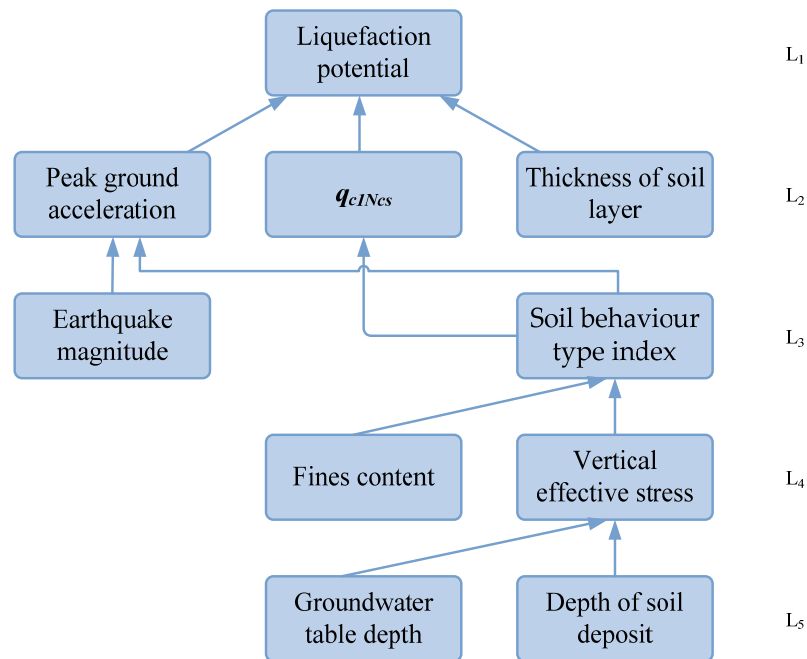 Liquefaction
potential
L₁
Peak ground
acceleration
qc1Ncs
Thickness of soil
layer
L₂
Earthquake
magnitude
Soil behaviour
type index
L₃
Fines content
Vertical
effective stress
L₄
Groundwater
table depth
Depth of soil
deposit
L₅